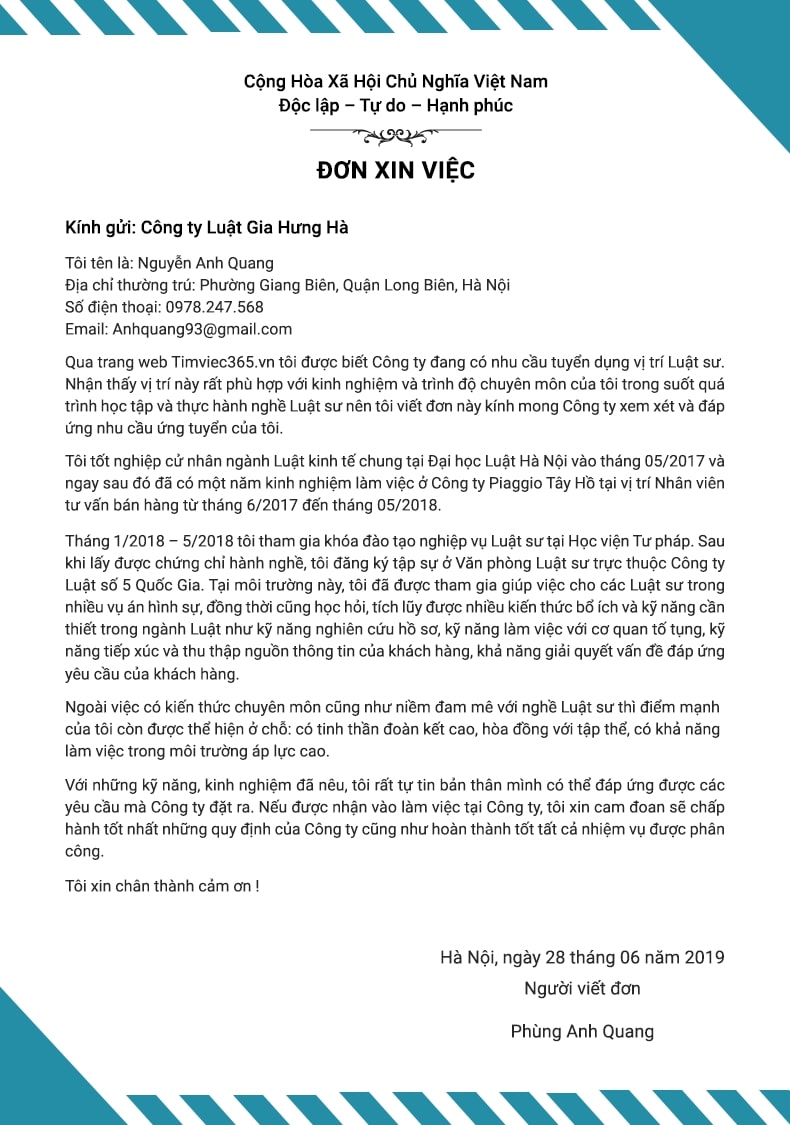 Cộng Hòa Xã Hội Chủ Nghĩa Việt Nam
Độc lập – Tự do – Hạnh phúc
ĐƠN XIN VIỆC
Kính gửi: Công ty Luật Gia Hưng Hà
Tôi tên là: Nguyễn Anh Quang
Địa chỉ thường trú: Phường Giang Biên, Quận Long Biên, Hà Nội
Số điện thoại: 0978.247.568
Email: Anhquang93@gmail.com
Qua trang web Timviec365.vn tôi được biết Công ty đang có nhu cầu tuyển dụng vị trí Luật sư.
Nhận thấy vị trí này rất phù hợp với kinh nghiệm và trình độ chuyên môn của tôi trong suốt quá
trình học tập và thực hành nghề Luật sư nên tôi viết đơn này kính mong Công ty xem xét và đáp
ứng nhu cầu ứng tuyển của tôi.
Tôi tốt nghiệp cử nhân ngành Luật kinh tế chung tại Đại học Luật Hà Nội vào tháng 05/2017 và
ngay sau đó đã có một năm kinh nghiệm làm việc ở Công ty Piaggio Tây Hồ tại vị trí Nhân viên
tư vấn bán hàng từ tháng 6/2017 đến tháng 05/2018.
Tháng 1/2018 – 5/2018 tôi tham gia khóa đào tạo nghiệp vụ Luật sư tại Học viện Tư pháp. Sau
khi lấy được chứng chỉ hành nghề, tôi đăng ký tập sự ở Văn phòng Luật sư trực thuộc Công ty
Luật số 5 Quốc Gia. Tại môi trường này, tôi đã được tham gia giúp việc cho các Luật sư trong
nhiều vụ án hình sự, đồng thời cũng học hỏi, tích lũy được nhiều kiến thức bổ ích và kỹ năng cần
thiết trong ngành Luật như kỹ năng nghiên cứu hồ sơ, kỹ năng làm việc với cơ quan tố tụng, kỹ
năng tiếp xúc và thu thập nguồn thông tin của khách hàng, khả năng giải quyết vấn đề đáp ứng
yêu cầu của khách hàng.
Ngoài việc có kiến thức chuyên môn cũng như niềm đam mê với nghề Luật sư thì điểm mạnh
của tôi còn được thể hiện ở chỗ: có tinh thần đoàn kết cao, hòa đồng với tập thể, có khả năng
làm việc trong môi trường áp lực cao.
Với những kỹ năng, kinh nghiệm đã nêu, tôi rất tự tin bản thân mình có thể đáp ứng được các
yêu cầu mà Công ty đặt ra. Nếu được nhận vào làm việc tại Công ty, tôi xin cam đoan sẽ chấp
hành tốt nhất những quy định của Công ty cũng như hoàn thành tốt tất cả nhiệm vụ được phân
công.
Tôi xin chân thành cảm ơn !
Hà Nội, ngày 28 tháng 06 năm 2019
Người viết đơn
Phùng Anh Quang